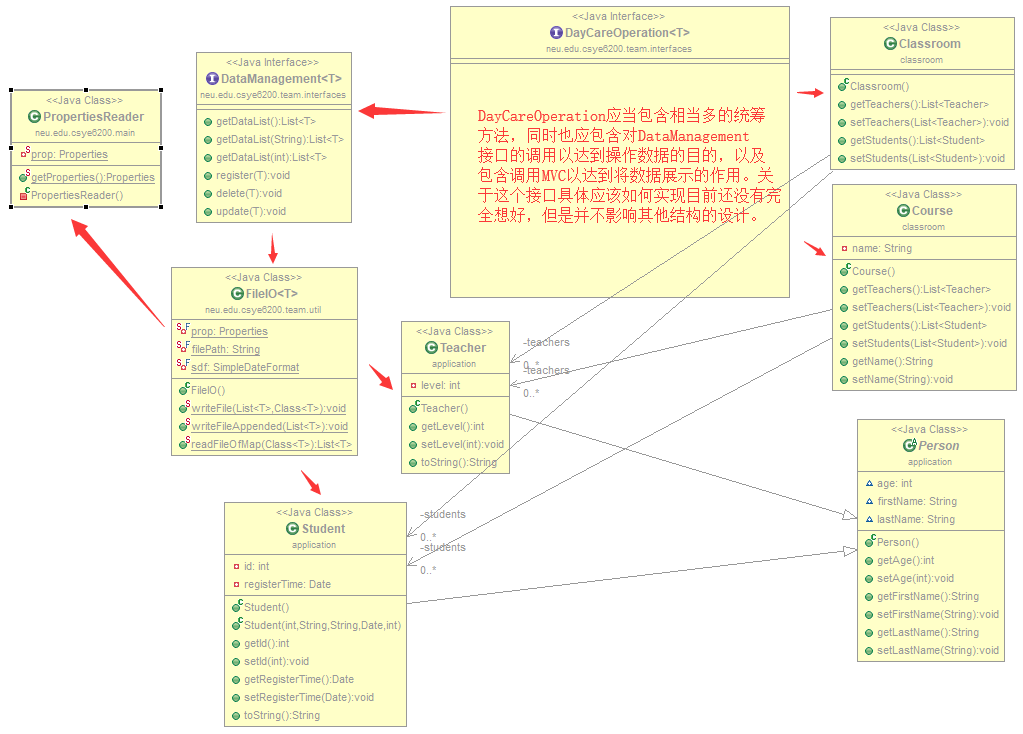 <<Java Interface>>
DayCareOperation<T>
neu.edu.csye6200.team.interfaces
DayCareOperation应当包含相当多的统筹
方法，同时也应包含对DataManagement
接口的调用以达到操作数据的目的，以及
包含调用MVC以达到将数据展示的作用。关
于这个接口具体应该如何实现目前还没有完
全想好，但是并不影响其他结构的设计。
<<Java Class>>
Classroom
classroom
Classroom()
getTeachers():List<Teacher>
setTeachers(List<Teacher>):void
getStudents():List<Student>
setStudents(List<Student>):void
<<Java Interface>>
DataManagement<T>
neu.edu.csye6200.team.interfaces
getDataList():List<T>
getDataList(String):List<T>
getDataList(int):List<T>
register(T):void
delete(T):void
update(T):void
<<Java Class>>
PropertiesReader
neu.edu.csye6200.main
prop: Properties
getProperties():Properties
PropertiesReader()
<<Java Class>>
Course
classroom
name: String
Course()
getTeachers():List<Teacher>
setTeachers(List<Teacher>):void
getStudents():List<Student>
setStudents(List<Student>):void
getName():String
setName(String):void
<<Java Class>>
FileIO<T>
neu.edu.csye6200.team.util
prop: Properties
filePath: String
sdf: SimpleDateFormat
FileIO()
writeFile(List<T>,Class<T>):void
writeFileAppended(List<T>):void
readFileOfMap(Class<T>):List<T>
<<Java Class>>
Teacher
application
level: int
Teacher()
getLevel():int
setLevel(int):void
toString():String
-teachers
0..*
-teachers
0..*
<<Java Class>>
Person
application
age: int
firstName: String
lastName: String
Person()
getAge():int
setAge(int):void
getFirstName():String
setFirstName(String):void
getLastName():String
setLastName(String):void
<<Java Class>>
Student
application
id: int
registerTime: Date
Student()
Student(int,String,String,Date,int)
getId():int
setId(int):void
getRegisterTime():Date
setRegisterTime(Date):void
toString():String
-students
0..*
-students
0..*